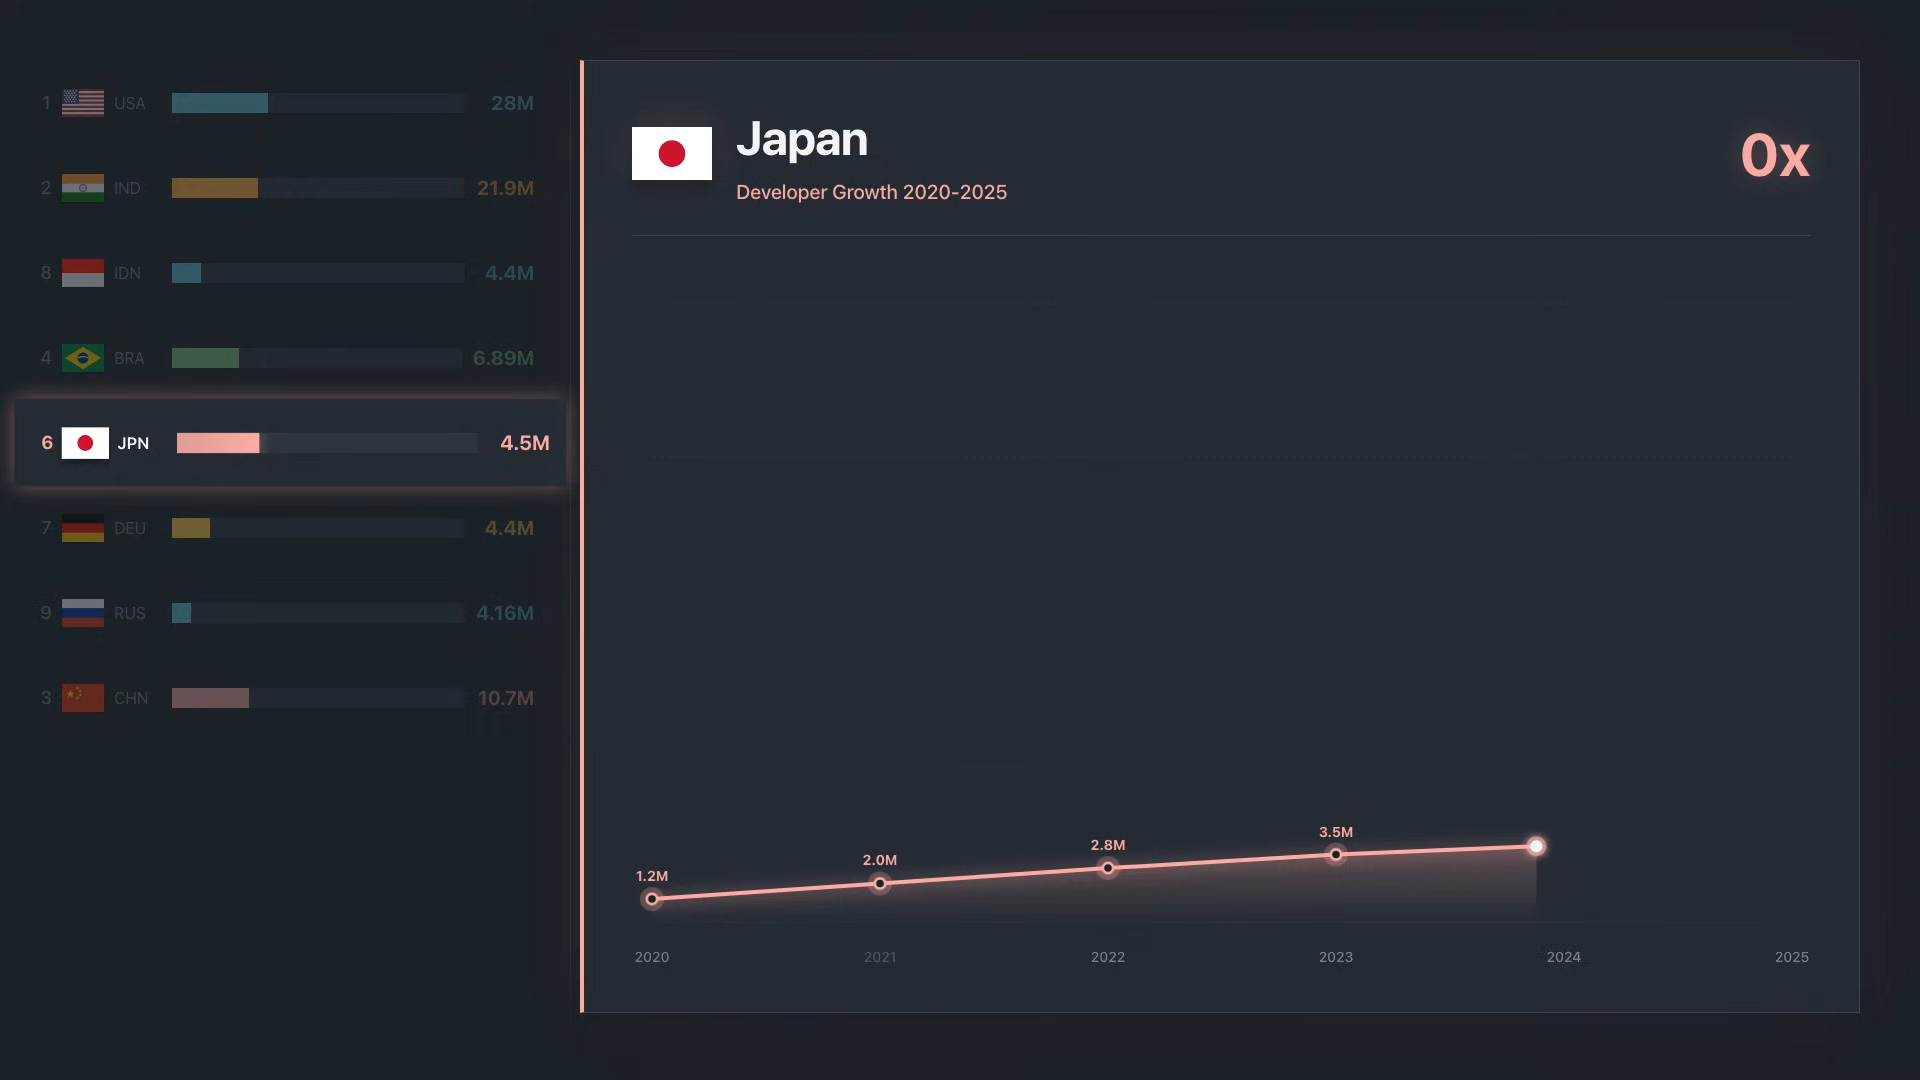 1 USA 28M
2 IND 21.9M
8 IDN 4.4M
4 BRA 6.89M
6 JPN 4.5M
7 DEU 4.4M
9 RUS 4.16M
3 CHN 10.7M
Japan
Developer Growth 2020-2025
0x
1.2M 2.0M 2.8M 3.5M
2020 2021 2022 2023 2024 2025